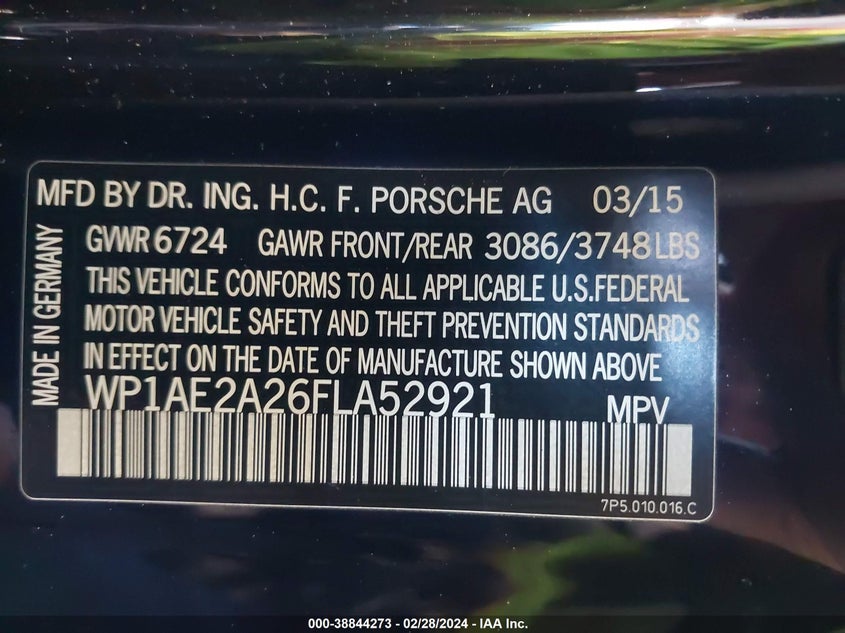 MFD BY DR. ING. H.C. F. PORSCHE AG 03/15
GVWR 6724 GAWR FRONT/REAR 3086/3748 LBS
THIS VEHICLE CONFORMS TO ALL APPLICABLE U.S.FEDERAL
MOTOR VEHICLE SAFETY AND THEFT PREVENTION STANDARDS
IN EFFECT ON THE DATE OF MANUFACTURE SHOWN ABOVE
WP1AE2A26FLA52921 MPV
MADE IN GERMANY
7P5.010.016.C
000-38844273 - 02/28/2024 - IAA Inc.